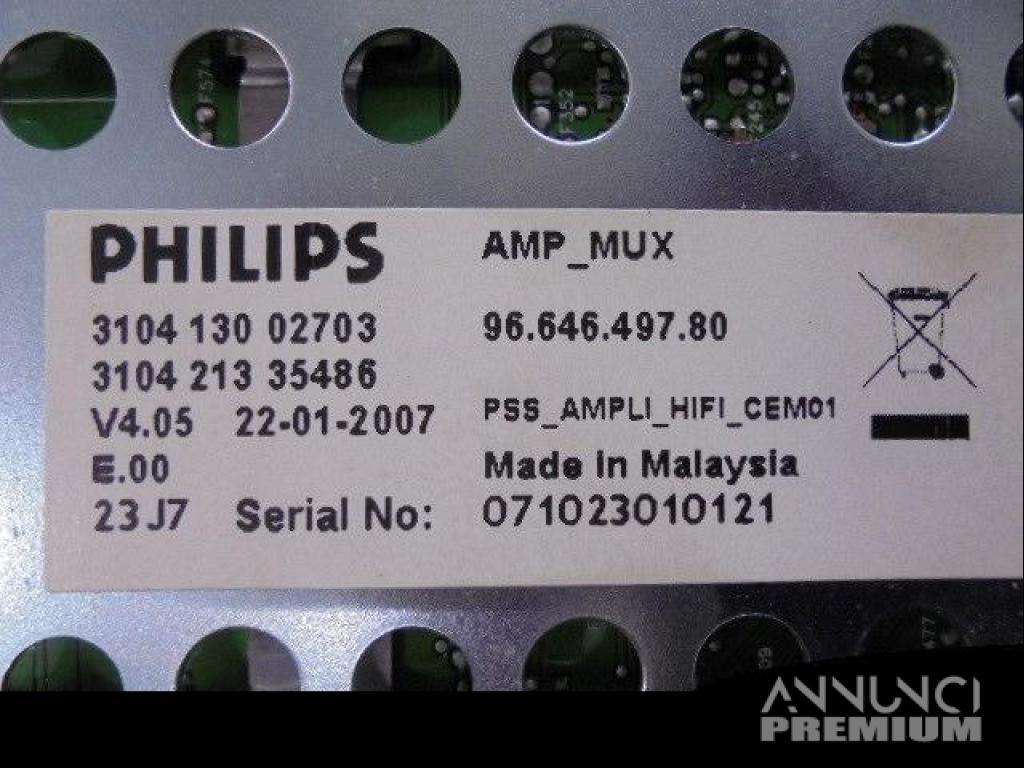 PHILIPS
AMP_MUX
3104 130 02703
96.646.497.80
3104 213 35486
V4.05 22-01-2007
PSS_AMPLI_HIFI_CEM01
E.00
Made in Malaysia
23 J7 Serial No: 071023010121
ANNUNCI
PREMIUM